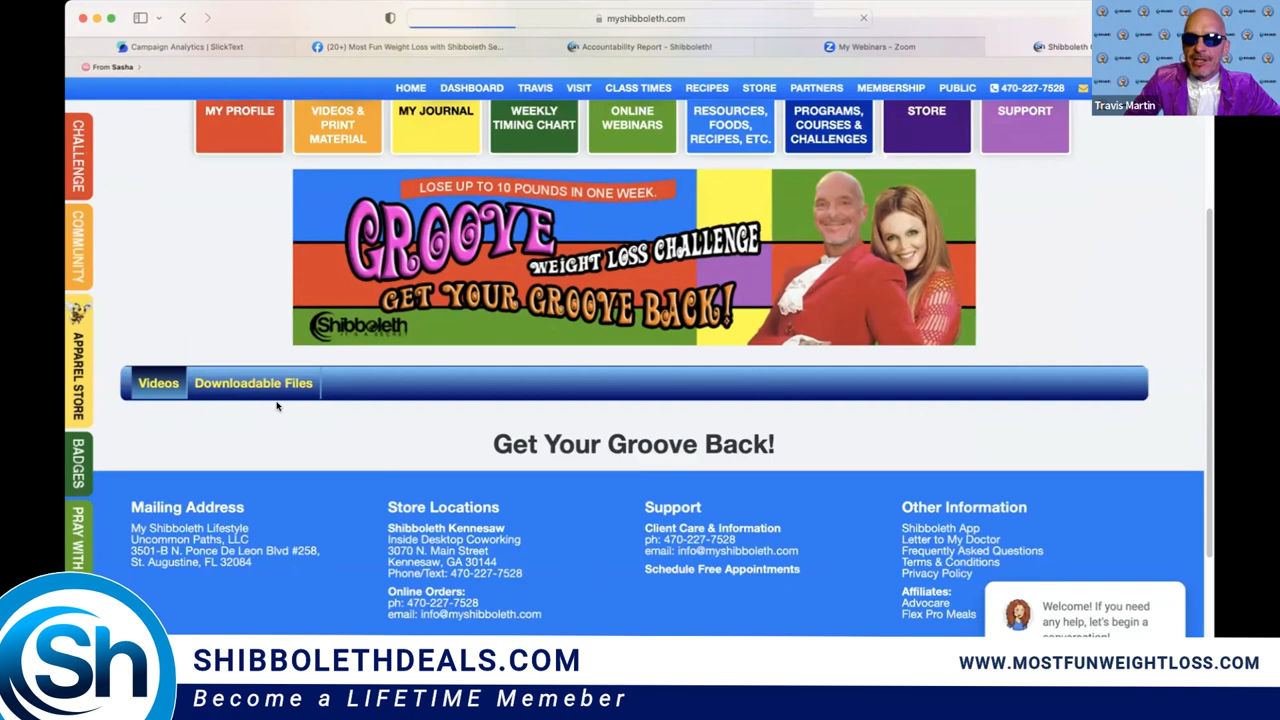 myshibboleth.com
Campaign Analytics | SlickText
(20+) Most Fun Weight Loss with Shibboleth Se...
Accountability Report - Shibboleth!
My Webinars - Zoom
Shibboleth
From Sasha
Travis Martin
HOME
DASHBOARD
TRAVIS
VISIT
CLASS TIMES
RECIPES
STORE
PARTNERS
MEMBERSHIP
PUBLIC
470-227-7528
MY PROFILE
VIDEOS &
PRINT
MATERIAL
MY JOURNAL
WEEKLY
TIMING CHART
ONLINE
WEBINARS
RESOURCES,
FOODS,
RECIPES, ETC.
PROGRAMS,
COURSES &
CHALLENGES
STORE
SUPPORT
CHALLENGE
COMMUNITY
APPAREL STORE
BADGES
PRAY WITH
LOSE UP TO 10 POUNDS IN ONE WEEK.
GROOVE
WEIGHT LOSS CHALLENGE
GET YOUR GROOVE BACK!
Shibboleth
IT'S A SECRET
Videos
Downloadable Files
Get Your Groove Back!
Mailing Address
My Shibboleth Lifestyle
Uncommon Paths, LLC
3501-B N. Ponce De Leon Blvd #258,
St. Augustine, FL 32084
Store Locations
Shibboleth Kennesaw
Inside Desktop Coworking
3070 N. Main Street
Kennesaw, GA 30144
Phone/Text: 470-227-7528
Online Orders:
ph: 470-227-7528
email: info@myshibboleth.com
Support
Client Care & Information
ph: 470-227-7528
email: info@myshibboleth.com
Schedule Free Appointments
Other Information
Shibboleth App
Letter to My Doctor
Frequently Asked Questions
Terms & Conditions
Privacy Policy
Affiliates:
Advocare
Flex Pro Meals
Welcome! If you need
any help, let's begin a
conversation!
Sh
SHIBBOLETHDEALS.COM
Become a LIFETIME Memeber
WWW.MOSTFUNWEIGHTLOSS.COM